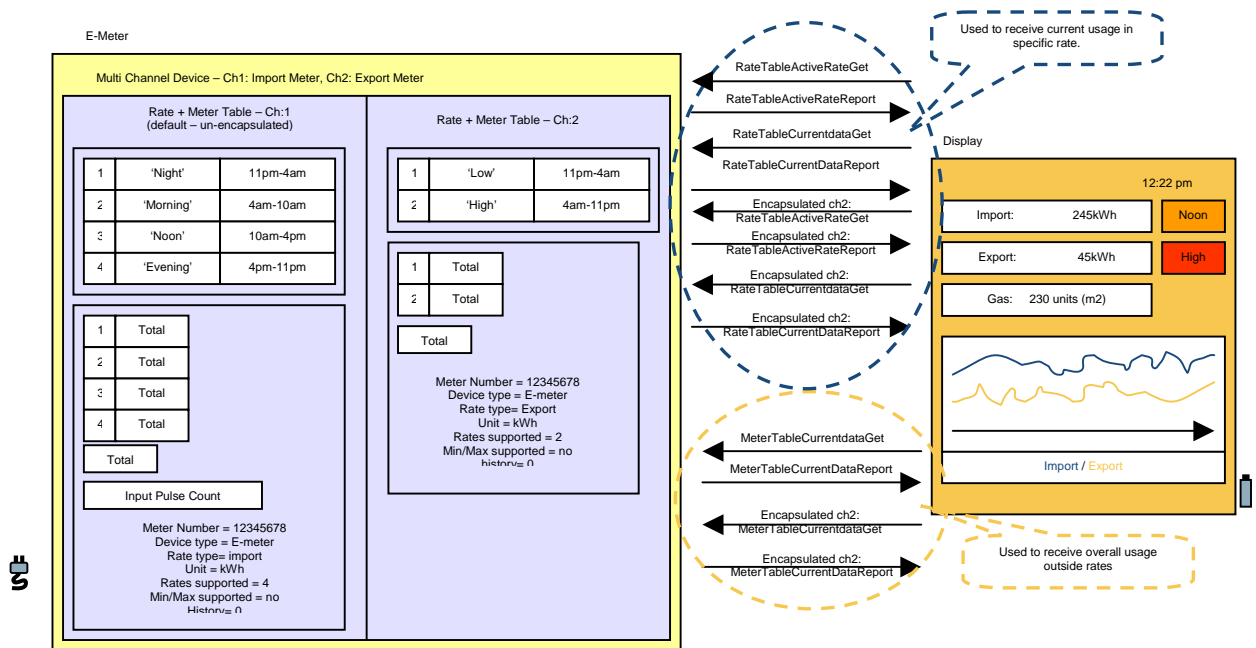 E-Meter
Multi Channel Device – Ch1: Import Meter, Ch2: Export Meter
Rate + Meter Table – Ch:1
(default – un-encapsulated)
1 ‘Night’ 11pm-4am
2 ‘Morning’ 4am-10am
3 ‘Noon’ 10am-4pm
4 ‘Evening’ 4pm-11pm
1 Total
2 Total
3 Total
4 Total
Total
Input Pulse Count
Meter Number = 12345678
Device type = E-meter
Rate type= import
Unit = kWh
Rates supported = 4
Min/Max supported = no
History= 0
Rate + Meter Table – Ch:2
1 ‘Low’ 11pm-4am
2 ‘High’ 4am-11pm
1 Total
2 Total
Total
Meter Number = 12345678
Device type = E-meter
Rate type= Export
Unit = kWh
Rates supported = 2
Min/Max supported = no
history= 0
RateTableActiveRateGet
RateTableActiveRateReport
RateTableCurrentdataGet
RateTableCurrentDataReport
Encapsulated ch2:
RateTableActiveRateGet
Encapsulated ch2:
RateTableActiveRateReport
Encapsulated ch2:
RateTableCurrentdataGet
Encapsulated ch2:
RateTableCurrentDataReport
MeterTableCurrentdataGet
MeterTableCurrentDataReport
Encapsulated ch2:
MeterTableCurrentdataGet
Encapsulated ch2:
MeterTableCurrentDataReport
Used to receive current usage in
specific rate.
Display
12:22 pm
Import: 245kWh Noon
Export: 45kWh High
Gas: 230 units (m2)
Import / Export
Used to receive overall usage
outside rates